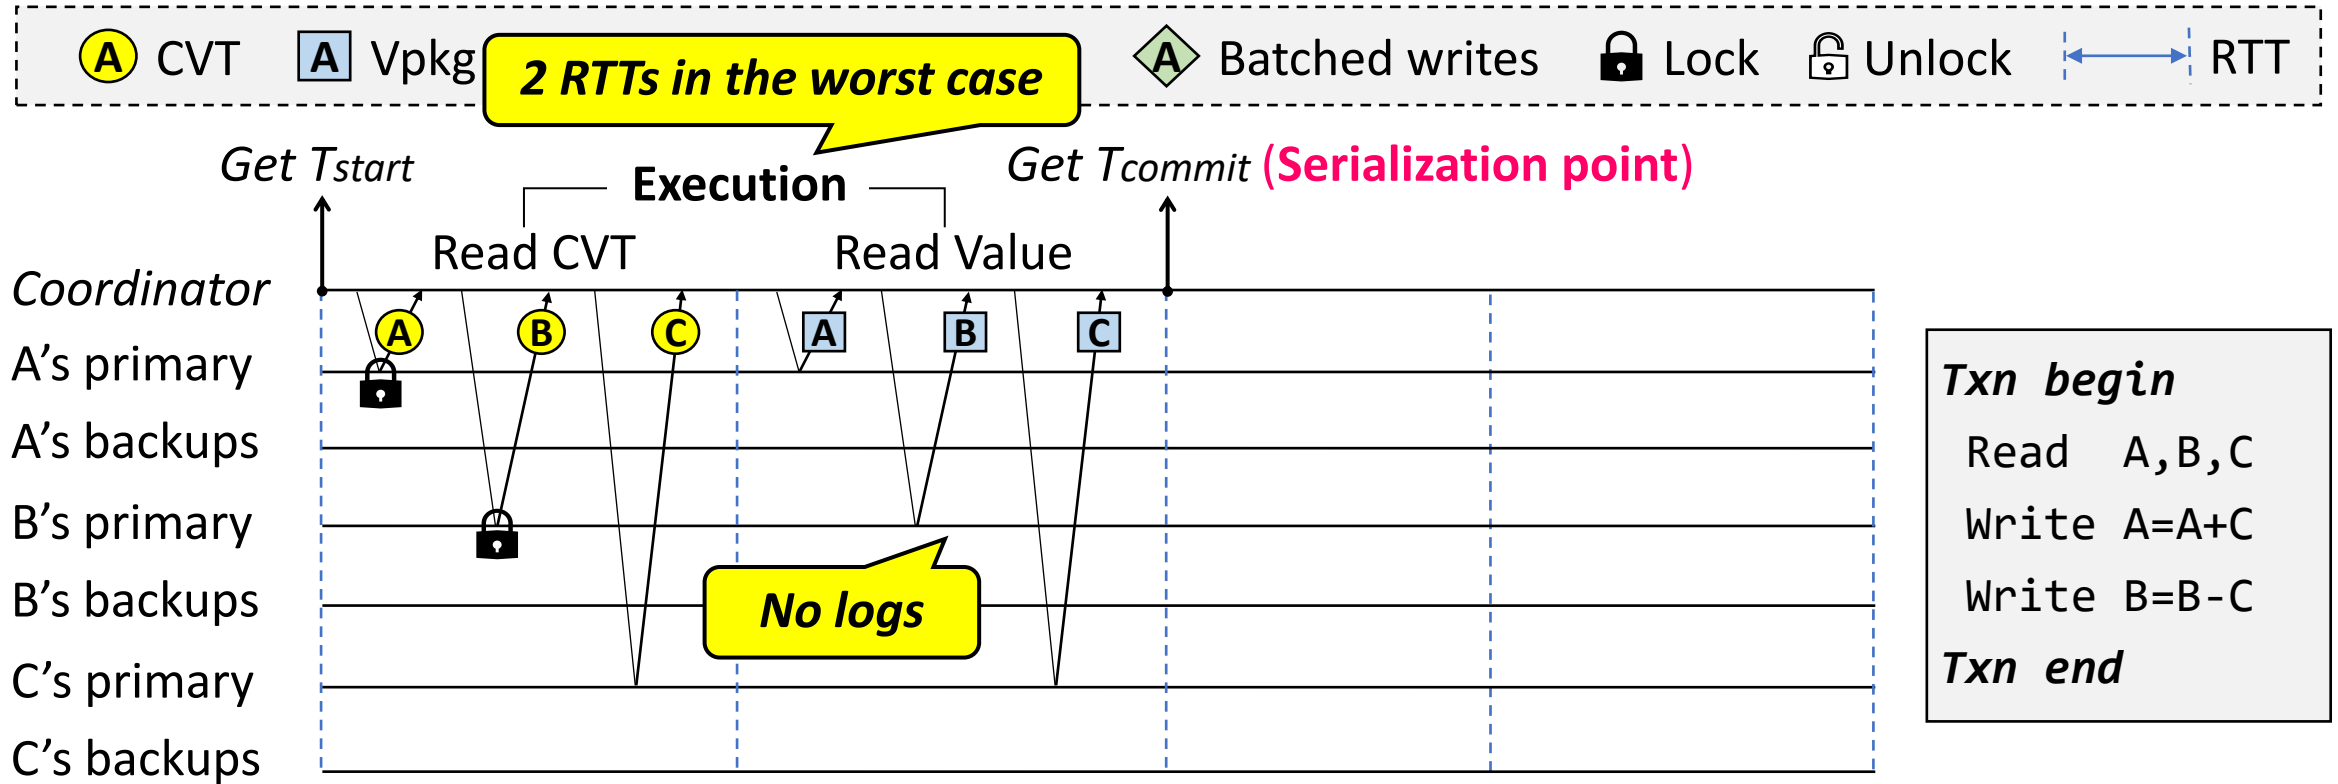 A CVT A Vpkg 2 RTTs in the worst case A Batched writes Lock Unlock RTT
Get Tstart
Execution
Get Tcommit (Serialization point)
Read CVT
Read Value
Coordinator
A B C A B C
A's primary
A's backups
B's primary
B's backups
No logs
C's primary
C's backups
Txn begin
Read A,B,C
Write A=A+C
Write B=B-C
Txn end